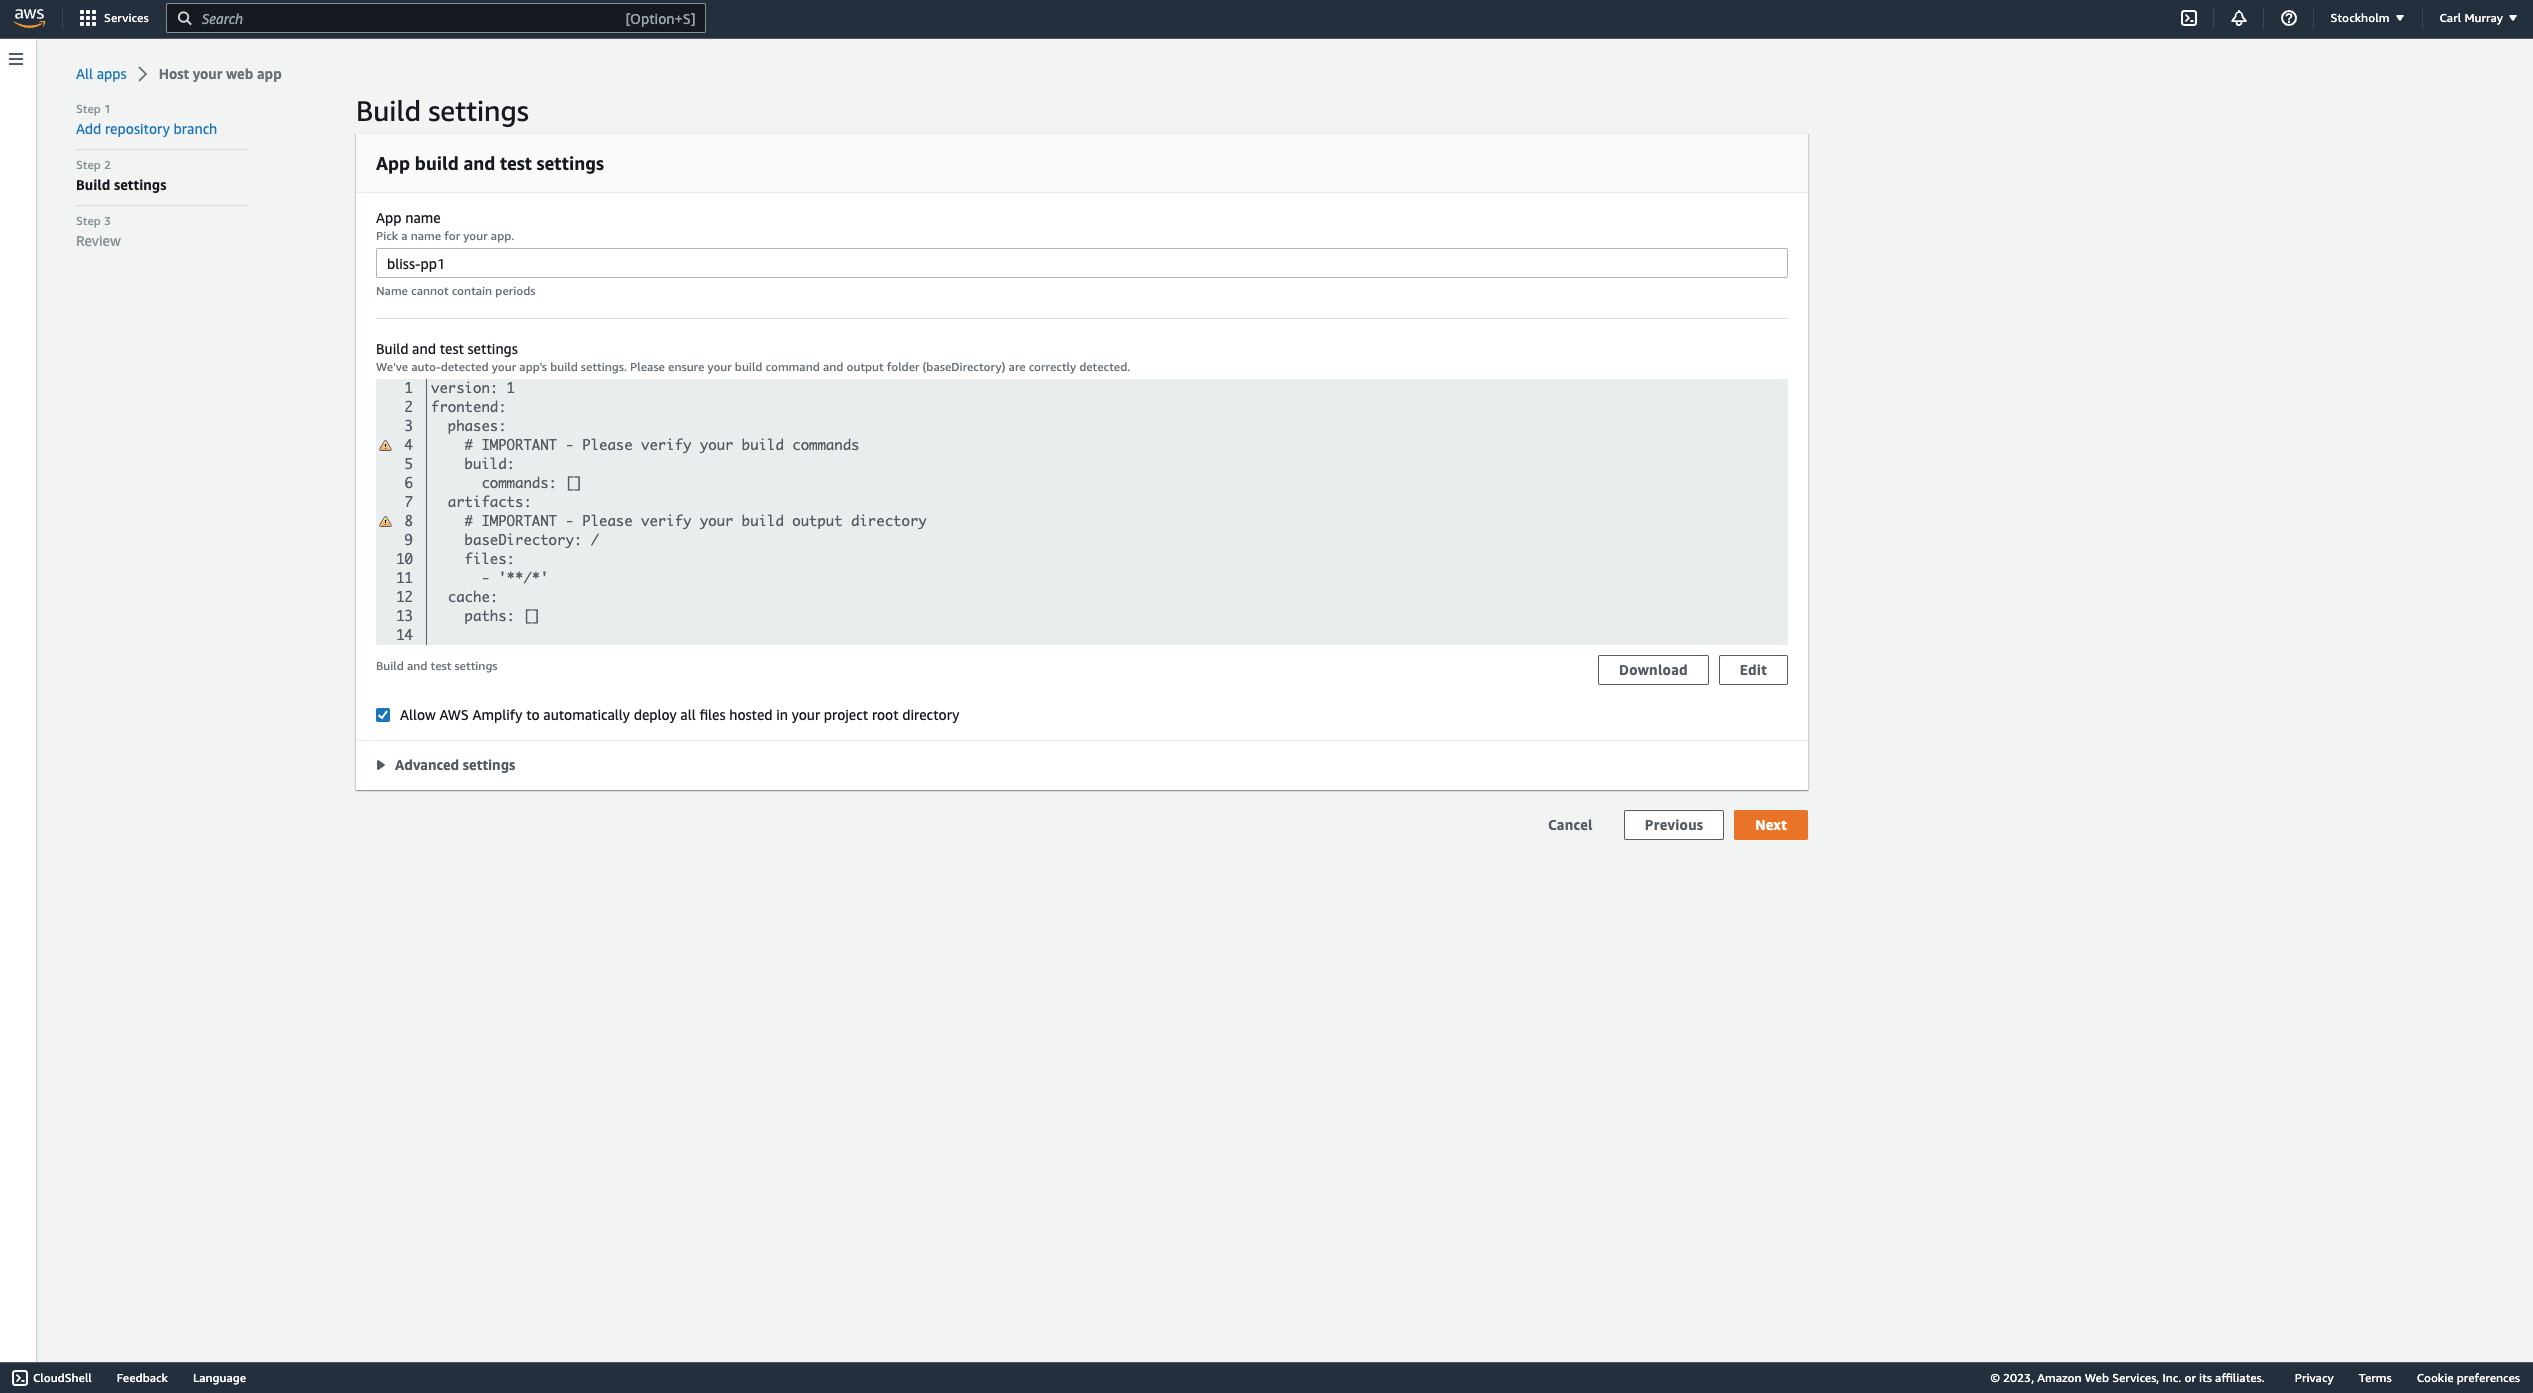 aws Services Search [Option+S] Stockholm Carl Murray
All apps Host your web app
Step 1
Add repository branch
Step 2
Build settings
Step 3
Review
Build settings
App build and test settings
App name
Pick a name for your app.
bliss-pp1
Name cannot contain periods
Build and test settings
We've auto-detected your app's build settings. Please ensure your build command and output folder (baseDirectory) are correctly detected.
1 version: 1
2 frontend:
3   phases:
4     # IMPORTANT - Please verify your build commands
5     build:
6       commands: []
7   artifacts:
8     # IMPORTANT - Please verify your build output directory
9     baseDirectory: /
10     files:
11       - '**/*'
12   cache:
13     paths: []
14
Build and test settings
Download Edit
Allow AWS Amplify to automatically deploy all files hosted in your project root directory
Advanced settings
Cancel Previous Next
CloudShell Feedback Language © 2023, Amazon Web Services, Inc. or its affiliates. Privacy Terms Cookie preferences